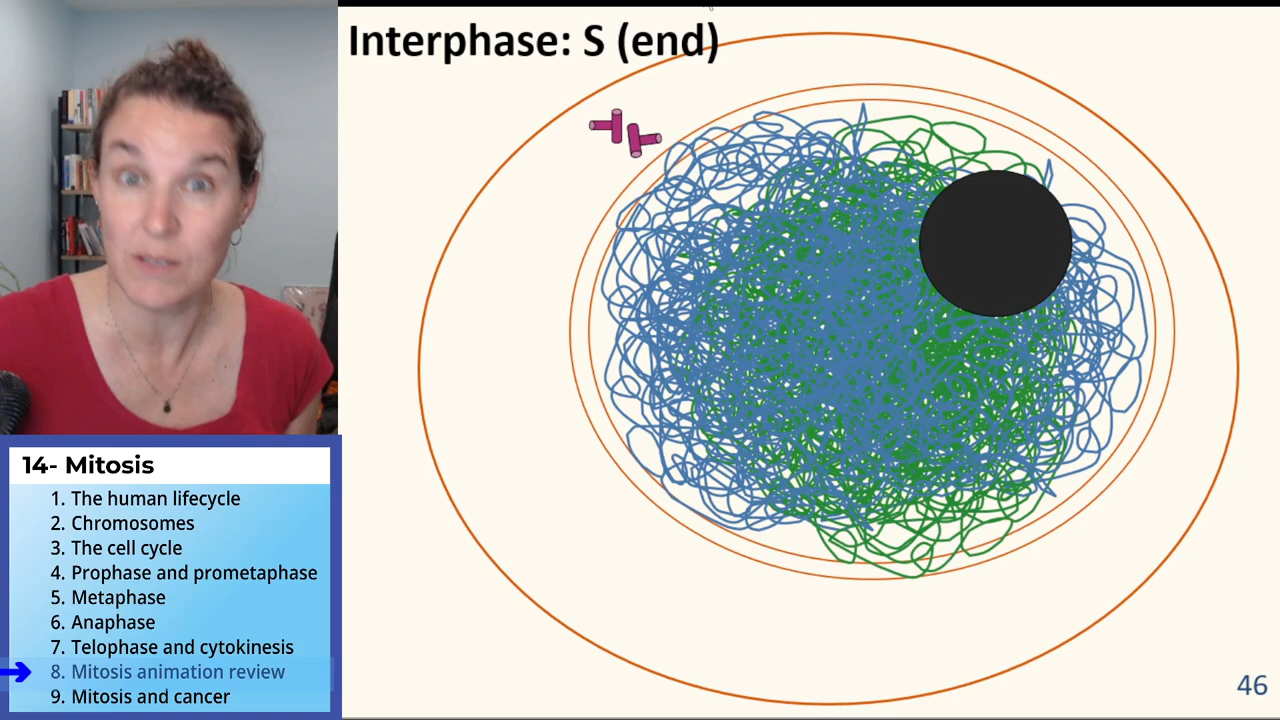 Interphase: S (end)
14- Mitosis
1. The human lifecycle
2. Chromosomes
3. The cell cycle
4. Prophase and prometaphase
5. Metaphase
6. Anaphase
7. Telophase and cytokinesis
8. Mitosis animation review
9. Mitosis and cancer
46